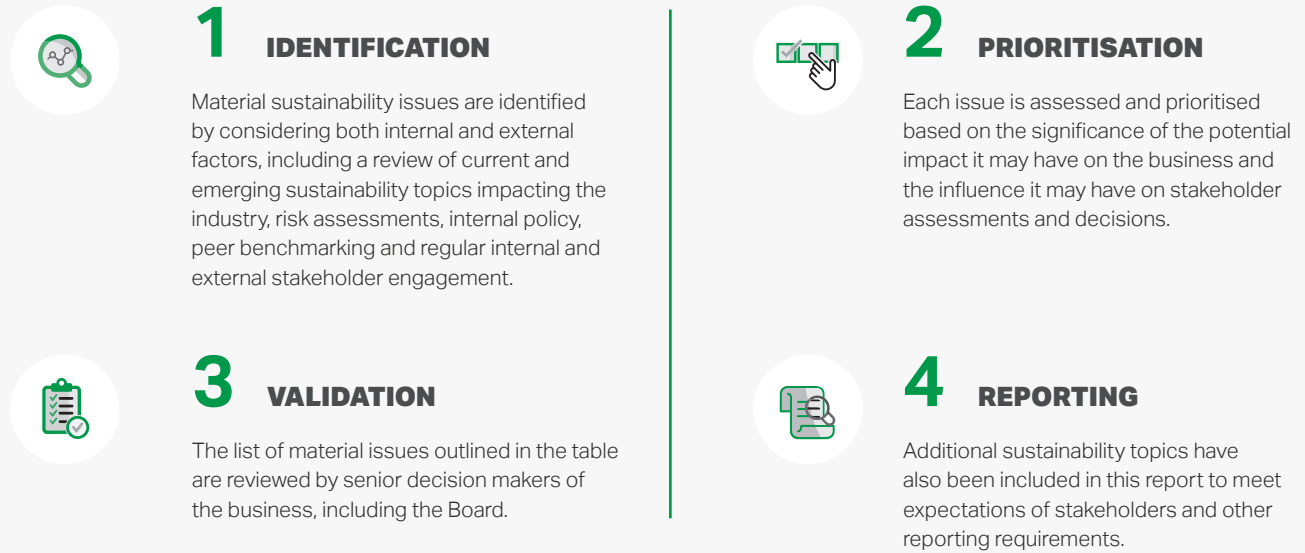 1 IDENTIFICATION
Material sustainability issues are identified
by considering both internal and external
factors, including a review of current and
emerging sustainability topics impacting the
industry, risk assessments, internal policy,
peer benchmarking and regular internal and
external stakeholder engagement.
2 PRIORITISATION
Each issue is assessed and prioritised
based on the significance of the potential
impact it may have on the business and
the influence it may have on stakeholder
assessments and decisions.
3 VALIDATION
The list of material issues outlined in the table
are reviewed by senior decision makers of
the business, including the Board.
4 REPORTING
Additional sustainability topics have
also been included in this report to meet
expectations of stakeholders and other
reporting requirements.